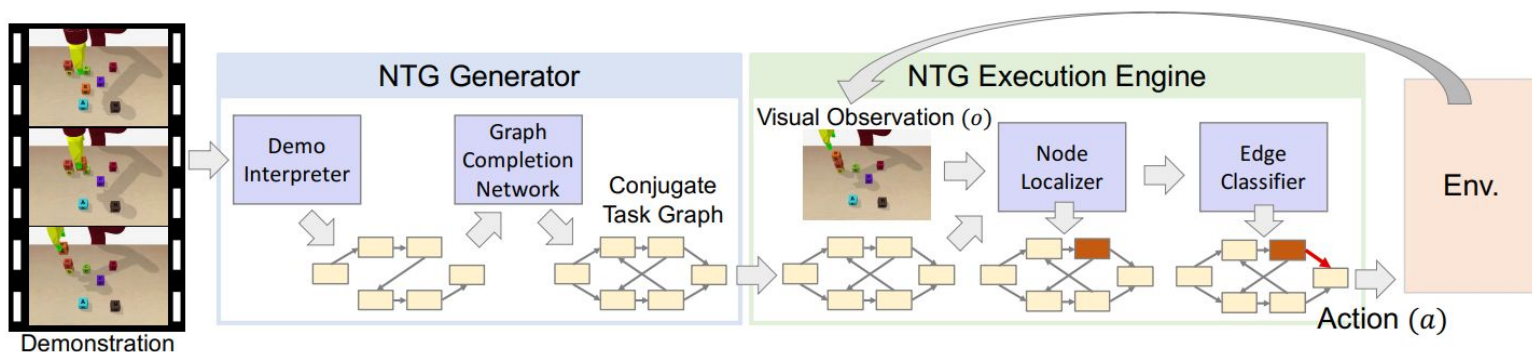 NTG Generator
NTG Execution Engine
Visual Observation (o)
Demo
Interpreter
Graph
Completion
Network
Conjugate
Task Graph
Node
Localizer
Edge
Classifier
Env.
Action (a)
Demonstration